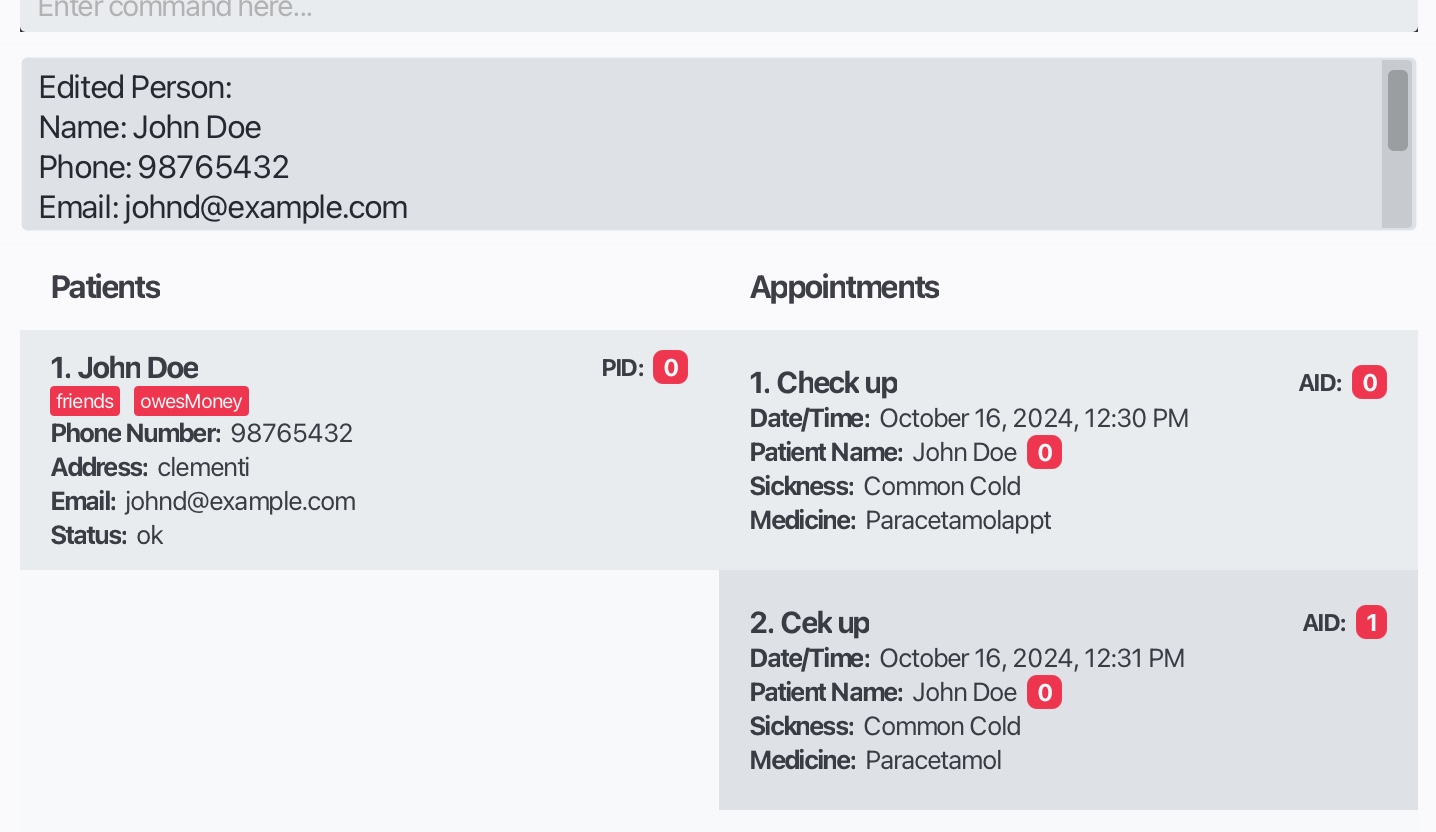 Enter command here...
Edited Person:
Name: John Doe
Phone: 98765432
Email: johnd@example.com
Patients
1. John Doe PID: 0
friends owesMoney
Phone Number: 98765432
Address: clementi
Email: johnd@example.com
Status: ok
Appointments
1. Check up AID: 0
Date/Time: October 16, 2024, 12:30 PM
Patient Name: John Doe 0
Sickness: Common Cold
Medicine: Paracetamolappt
2. Cek up AID: 1
Date/Time: October 16, 2024, 12:31 PM
Patient Name: John Doe 0
Sickness: Common Cold
Medicine: Paracetamol